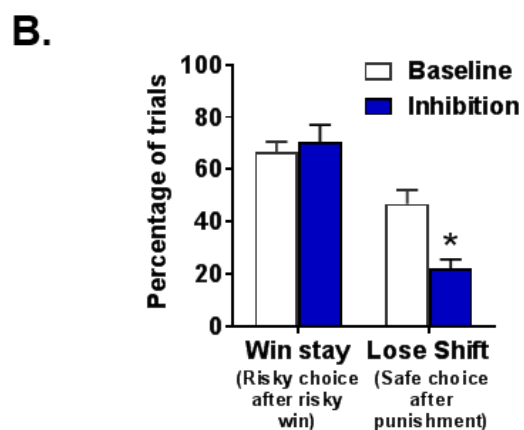 B.
100
80
60
40
20
0
Percentage of trials
Baseline
Inhibition
*
Win stay
(Risky choice
after risky
win)
Lose Shift
(Safe choice
after
punishment)